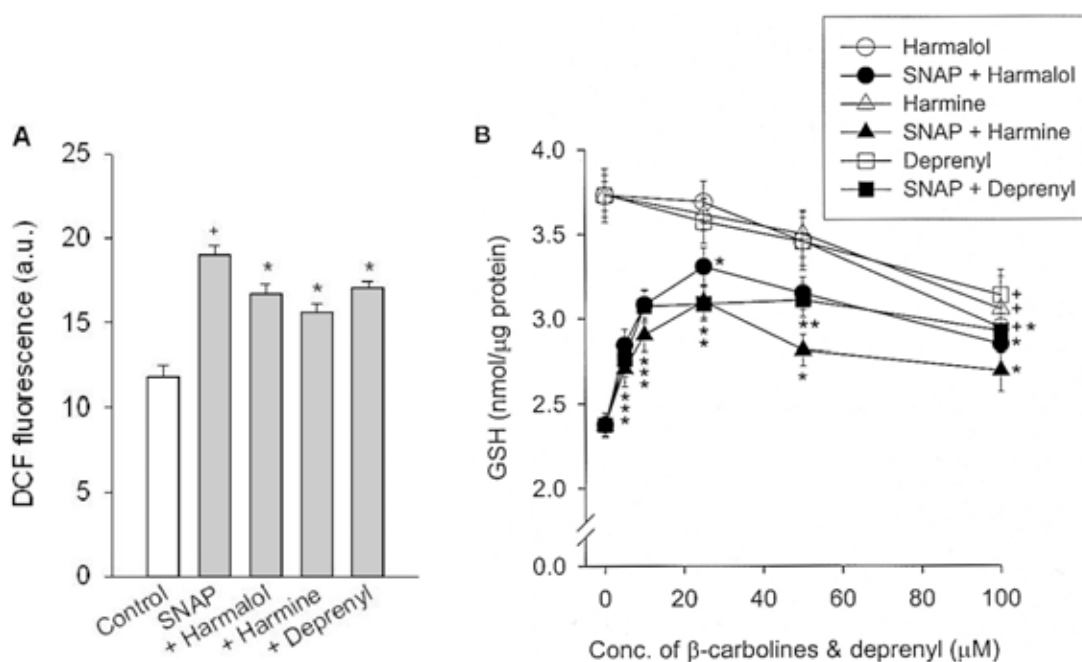 A
DCF fluorescence (a.u.)
25
20
15
10
5
0
+
*
*
*
Control
SNAP
+ Harmalol
+ Harmine
+ Deprenyl
B
Harmalol
SNAP + Harmalol
Harmine
SNAP + Harmine
Deprenyl
SNAP + Deprenyl
GSH (nmol/μg protein)
4.0
3.5
3.0
2.5
2.0
0.0
*
+
+
+ *
*
*
* *
*
*
*
*
*
*
*
*
*
*
0
20
40
60
80
100
Conc. of β-carbolines & deprenyl (μM)